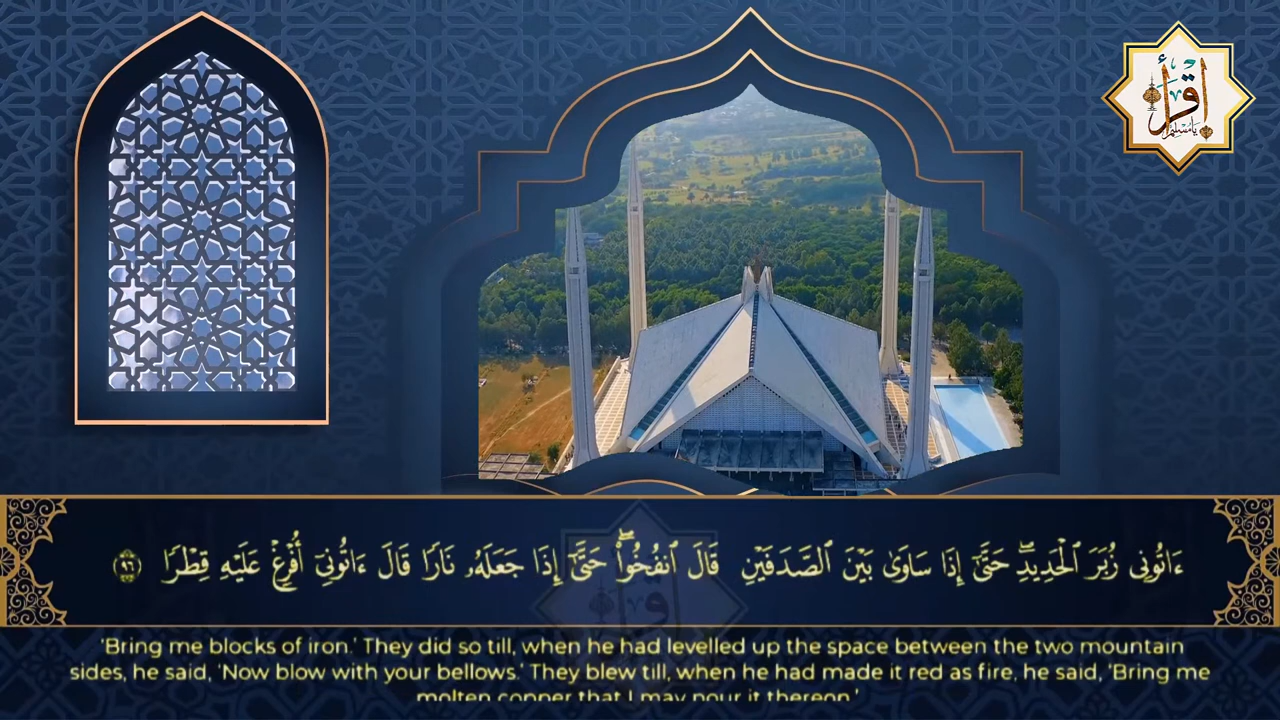 اقرأ
يا مسلم
ءَاتُونِى زُبَرَ ٱلْحَدِيدِ ۖ حَتَّىٰٓ إِذَا سَاوَىٰ بَيْنَ ٱلصَّدَفَيْنِ قَالَ ٱنفُخُوا۟ ۖ حَتَّىٰٓ إِذَا جَعَلَهُۥ نَارًا قَالَ ءَاتُونِىٓ أُفْرِغْ عَلَيْهِ قِطْرًا ٩٦
'Bring me blocks of iron.' They did so till, when he had levelled up the space between the two mountain
sides, he said, 'Now blow with your bellows.' They blew till, when he had made it red as fire, he said, 'Bring me
molten copper that I may pour it thereon.'